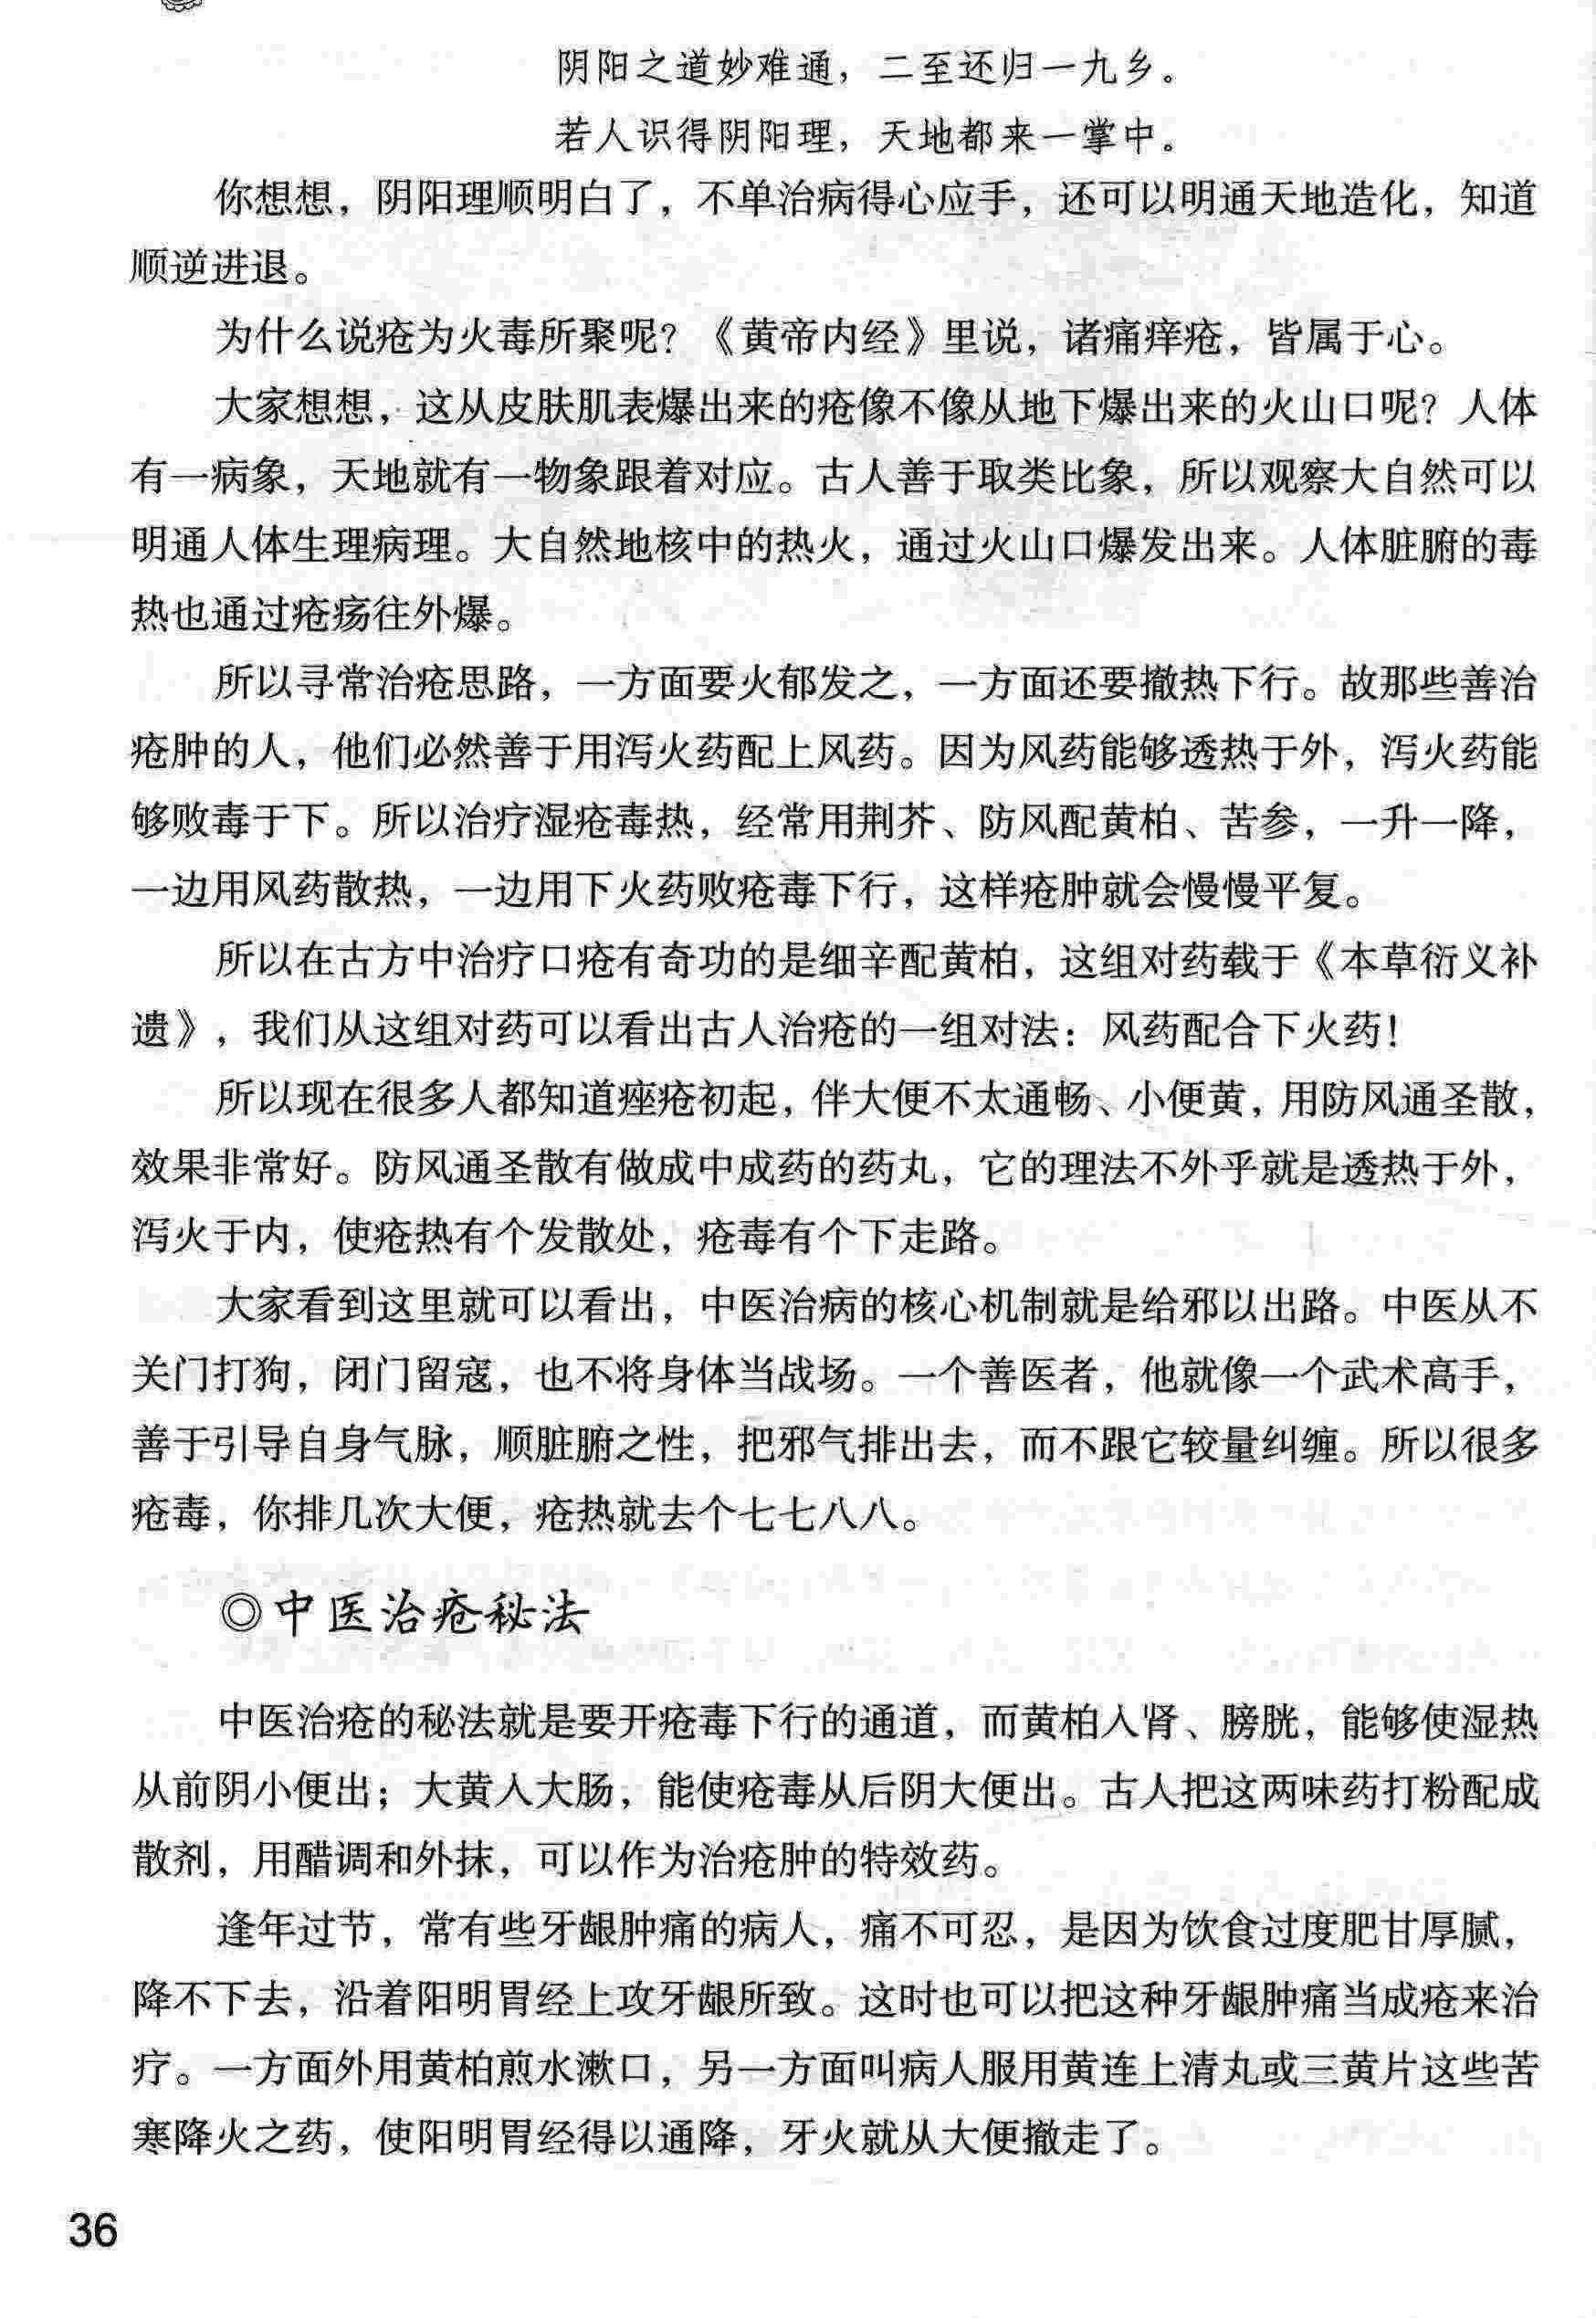 阴阳之道妙难通，二至还归一九乡。
若人识得阴阳理，天地都来一掌中。
你想想，阴阳理顺明白了，不单治病得心应手，还可以明通天地造化，知道
顺逆进退。
为什么说疮为火毒所聚呢？《黄帝内经》里说，诸痛痒疮，皆属于心。
大家想想，这从皮肤肌表爆出来的疮像不像从地下爆出来的火山口呢？人体
有一病象，天地就有一物象跟着对应。古人善于取类比象，所以观察大自然可以
明通人体生理病理。大自然地核中的热火，通过火山口爆发出来。人体脏腑的毒
热也通过疮疡往外爆。
所以寻常治疮思路，一方面要火郁发之，一方面还要撤热下行。故那些善治
疮肿的人，他们必然善于用泻火药配上风药。因为风药能够透热于外，泻火药能
够败毒于下。所以治疗湿疮毒热，经常用荆芥、防风配黄柏、苦参，一升一降，
一边用风药散热，一边用下火药败疮毒下行，这样疮肿就会慢慢平复。
所以在古方中治疗口疮有奇功的是细辛配黄柏，这组对药载于《本草衍义补
遗》，我们从这组对药可以看出古人治疮的一组对法：风药配合下火药！
所以现在很多人都知道痤疮初起，伴大便不太通畅、小便黄，用防风通圣散，
效果非常好。防风通圣散有做成中成药的药丸，它的理法不外乎就是透热于外，
泻火于内，使疮热有个发散处，疮毒有个下走路。
大家看到这里就可以看出，中医治病的核心机制就是给邪以出路。中医从不
关门打狗，闭门留寇，也不将身体当战场。一个善医者，他就像一个武术高手，
善于引导自身气脉，顺脏腑之性，把邪气排出去，而不跟它较量纠缠。所以很多
疮毒，你排几次大便，疮热就去个七七八八。
◎中医治疮秘法
中医治疮的秘法就是要开疮毒下行的通道，而黄柏入肾、膀胱，能够使湿热
从前阴小便出；大黄入大肠，能使疮毒从后阴大便出。古人把这两味药打粉配成
散剂，用醋调和外抹，可以作为治疮肿的特效药。
逢年过节，常有些牙龈肿痛的病人，痛不可忍，是因为饮食过度肥甘厚腻，
降不下去，沿着阳明胃经上攻牙龈所致。这时也可以把这种牙龈肿痛当成疮来治
疗。一方面外用黄柏煎水漱口，另一方面叫病人服用黄连上清丸或三黄片这些苦
寒降火之药，使阳明胃经得以通降，牙火就从大便撤走了。
36